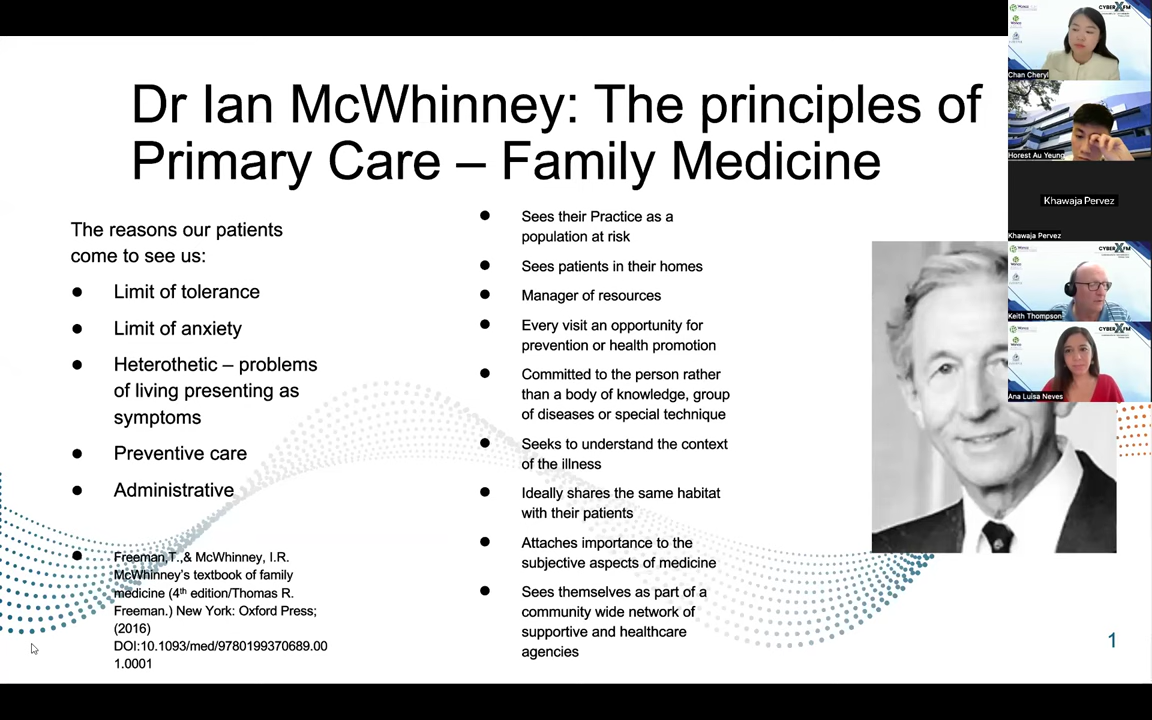 Dr Ian McWhinney: The principles of
Primary Care – Family Medicine
The reasons our patients
come to see us:
● Limit of tolerance
● Limit of anxiety
● Heterothetic – problems
of living presenting as
symptoms
● Preventive care
● Administrative
● Freeman,T.,& McWhinney, I.R.
McWhinney's textbook of family
medicine (4th edition/Thomas R.
Freeman.) New York: Oxford Press;
(2016)
DOI:10.1093/med/9780199370689.00
1.0001
● Sees their Practice as a
population at risk
● Sees patients in their homes
● Manager of resources
● Every visit an opportunity for
prevention or health promotion
● Committed to the person rather
than a body of knowledge, group
of diseases or special technique
● Seeks to understand the context
of the illness
● Ideally shares the same habitat
with their patients
● Attaches importance to the
subjective aspects of medicine
● Sees themselves as part of a
community wide network of
supportive and healthcare
agencies
1
CYBER FM
Chan Cheryl
Horest Au Yeung
Khawaja Pervez
Khawaja Pervez
CYBER FM
Keith Thompson
CYBER FM
Ana Luisa Neves